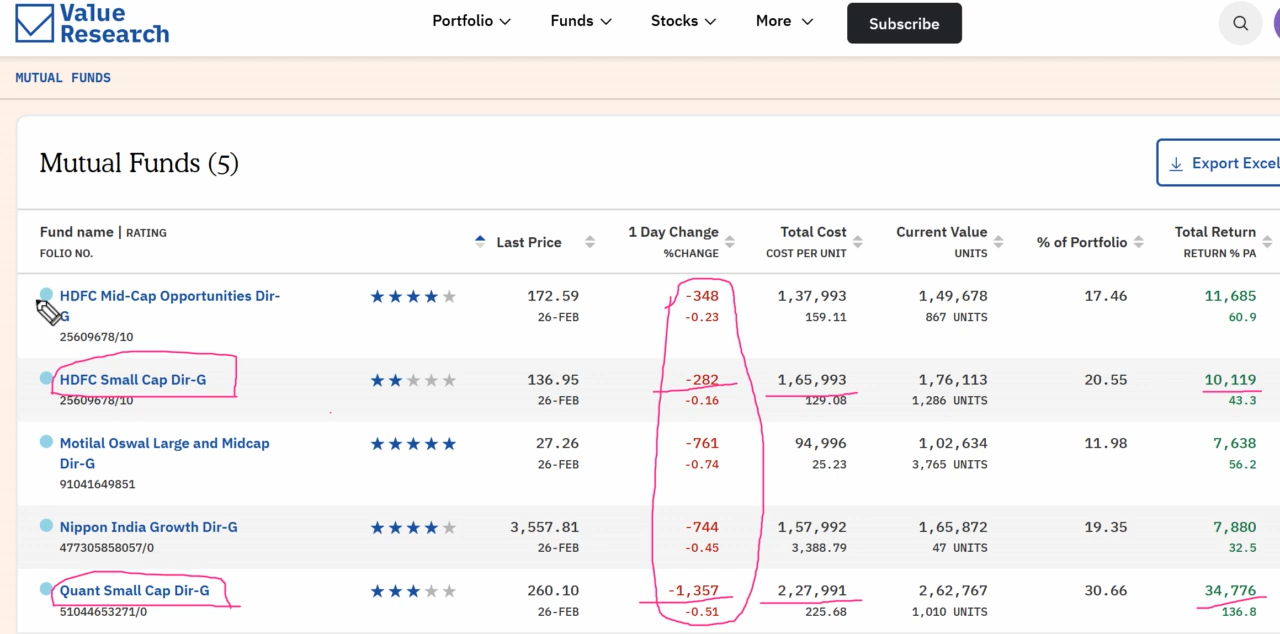 Value Research
Portfolio Funds Stocks More Subscribe
MUTUAL FUNDS
Mutual Funds (5)
Export Excel
Fund name | RATING Last Price 1 Day Change Total Cost Current Value % of Portfolio Total Return
FOLIO NO. %CHANGE COST PER UNIT UNITS RETURN % PA
HDFC Mid-Cap Opportunities Dir- 172.59 -348 1,37,993 1,49,678 17.46 11,685
G 26-FEB -0.23 159.11 867 UNITS 60.9
25609678/10
HDFC Small Cap Dir-G 136.95 -282 1,65,993 1,76,113 20.55 10,119
25609678/10 26-FEB -0.16 129.08 1,286 UNITS 43.3
Motilal Oswal Large and Midcap 27.26 -761 94,996 1,02,634 11.98 7,638
Dir-G 26-FEB -0.74 25.23 3,765 UNITS 56.2
91041649851
Nippon India Growth Dir-G 3,557.81 -744 1,57,992 1,65,872 19.35 7,880
477305858057/0 26-FEB -0.45 3,388.79 47 UNITS 32.5
Quant Small Cap Dir-G 260.10 -1,357 2,27,991 2,62,767 30.66 34,776
51044653271/0 26-FEB -0.51 225.68 1,010 UNITS 136.8